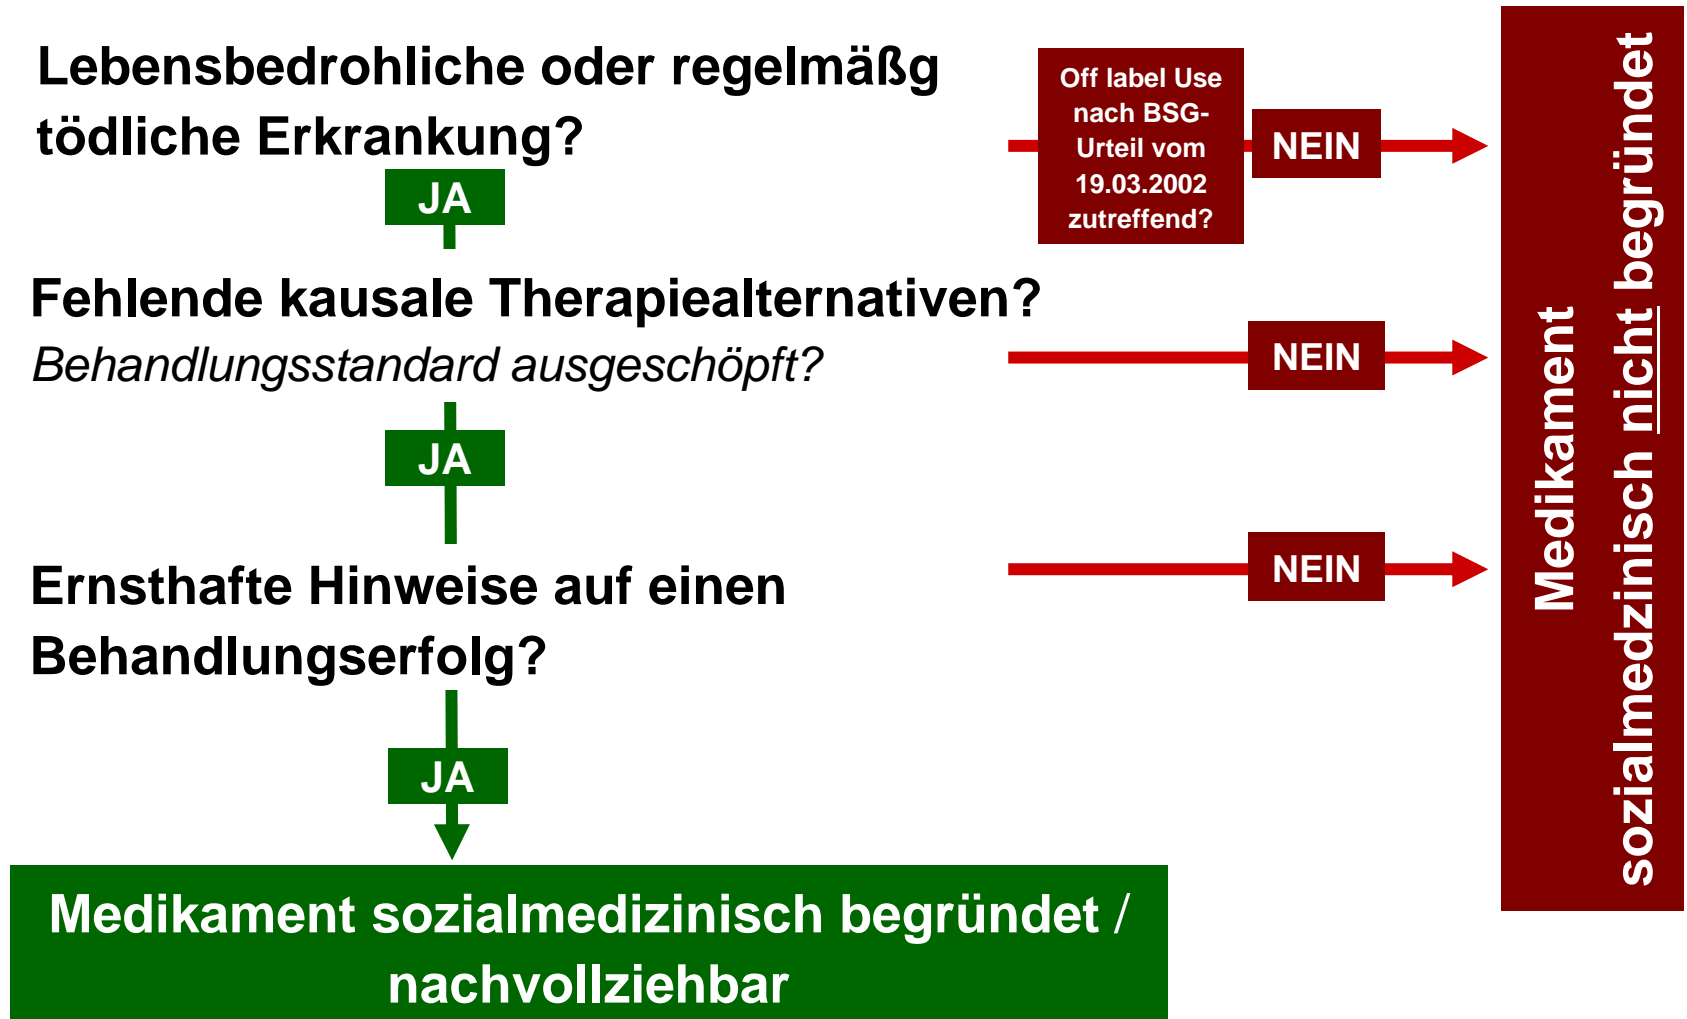 Lebensbedrohliche oder regelmäßg
tödliche Erkrankung?
Off label Use
nach BSG-
Urteil vom
19.03.2002
zutreffend?
NEIN
JA
Fehlende kausale Therapiealternativen?
Behandlungsstandard ausgeschöpft?
NEIN
JA
Ernsthafte Hinweise auf einen
Behandlungserfolg?
NEIN
JA
Medikament sozialmedizinisch begründet /
nachvollziehbar
Medikament
sozialmedzinisch nicht begründet